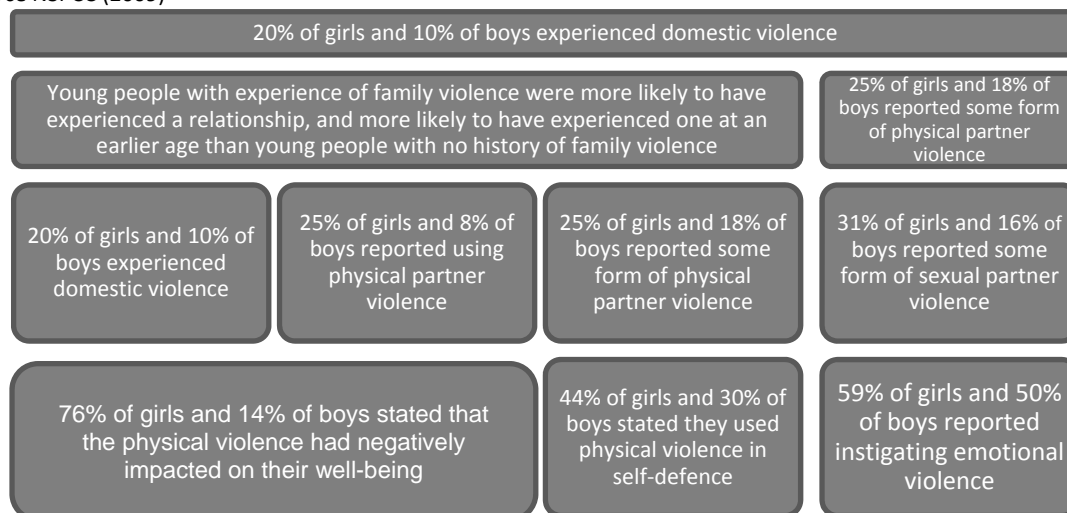 20% of girls and 10% of boys experienced domestic violence
Young people with experience of family violence were more likely to have
experienced a relationship, and more likely to have experienced one at an
earlier age than young people with no history of family violence
25% of girls and 18% of
boys reported some form
of physical partner
violence
20% of girls and 10% of
boys experienced
domestic violence
25% of girls and 8% of
boys reported using
physical partner
violence
25% of girls and 18% of
boys reported some
form of physical
partner violence
31% of girls and 16% of
boys reported some
form of sexual partner
violence
76% of girls and 14% of boys stated that
the physical violence had negatively
impacted on their well-being
44% of girls and 30% of
boys stated they used
physical violence in
self-defence
59% of girls and 50%
of boys reported
instigating emotional
violence